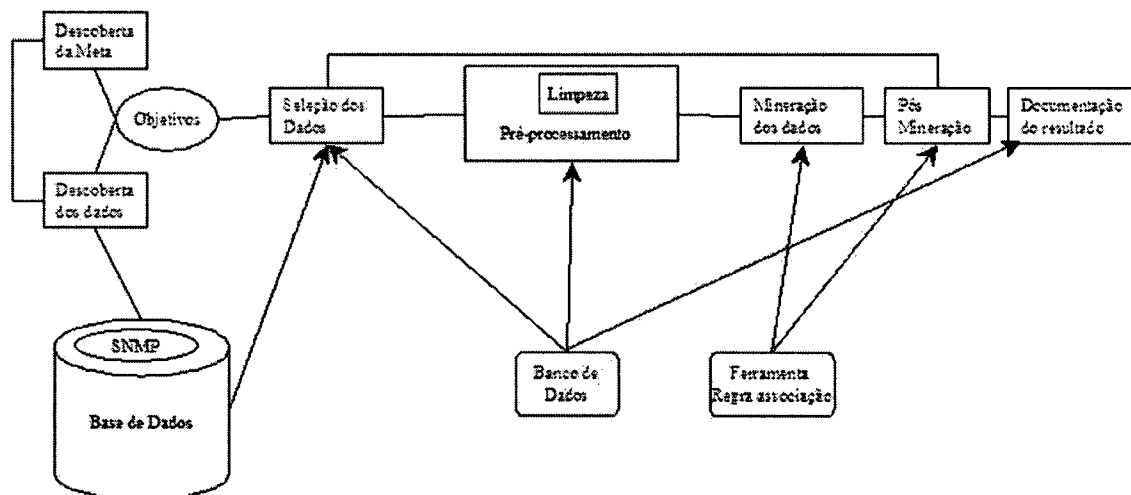 Descoberta
da Meta
Objetivos
Seleção dos
Dados
Limpeza
Pré-processamento
Mineração
dos dados
Pós
Mineração
Documentação
do resultado
Descoberta
dos dados
SNMP
Base de Dados
Banco de
Dados
Ferramenta
Regra associação